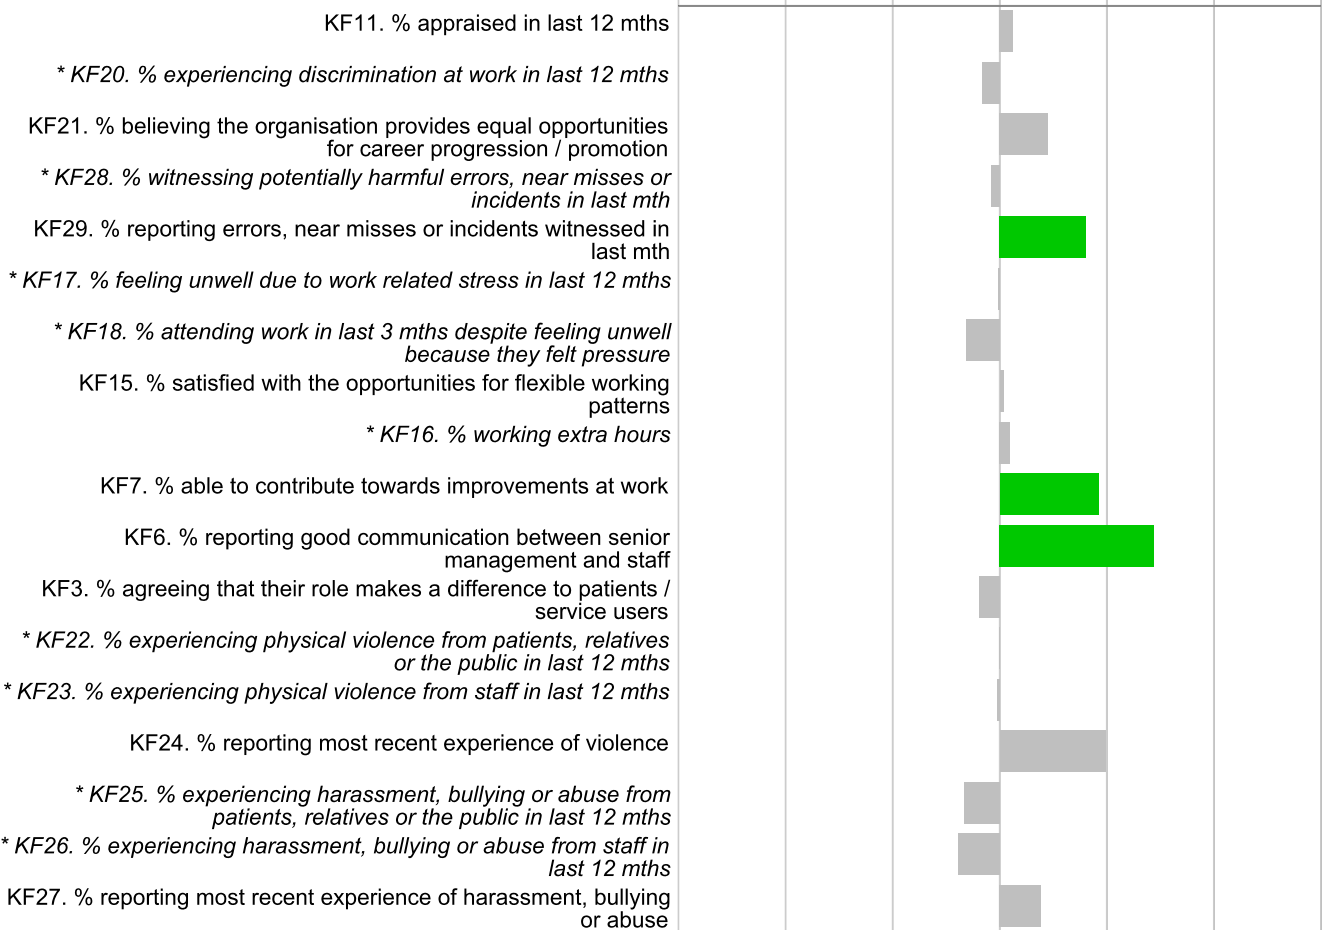 KF11. % appraised in last 12 mths
* KF20. % experiencing discrimination at work in last 12 mths
KF21. % believing the organisation provides equal opportunities
for career progression / promotion
* KF28. % witnessing potentially harmful errors, near misses or
incidents in last mth
KF29. % reporting errors, near misses or incidents witnessed in
last mth
* KF17. % feeling unwell due to work related stress in last 12 mths
* KF18. % attending work in last 3 mths despite feeling unwell
because they felt pressure
KF15. % satisfied with the opportunities for flexible working
patterns
* KF16. % working extra hours
KF7. % able to contribute towards improvements at work
KF6. % reporting good communication between senior
management and staff
KF3. % agreeing that their role makes a difference to patients /
service users
* KF22. % experiencing physical violence from patients, relatives
or the public in last 12 mths
* KF23. % experiencing physical violence from staff in last 12 mths
KF24. % reporting most recent experience of violence
* KF25. % experiencing harassment, bullying or abuse from
patients, relatives or the public in last 12 mths
* KF26. % experiencing harassment, bullying or abuse from staff in
last 12 mths
KF27. % reporting most recent experience of harassment, bullying
or abuse